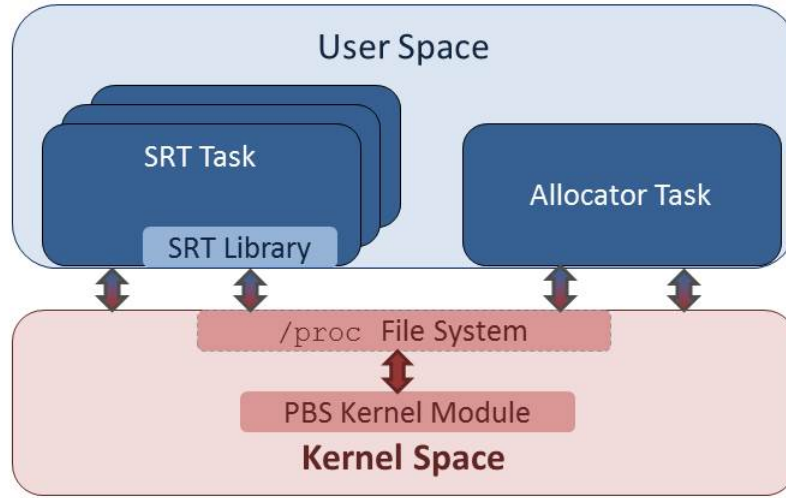 User Space
SRT Task
Allocator Task
SRT Library
/proc File System
PBS Kernel Module
Kernel Space